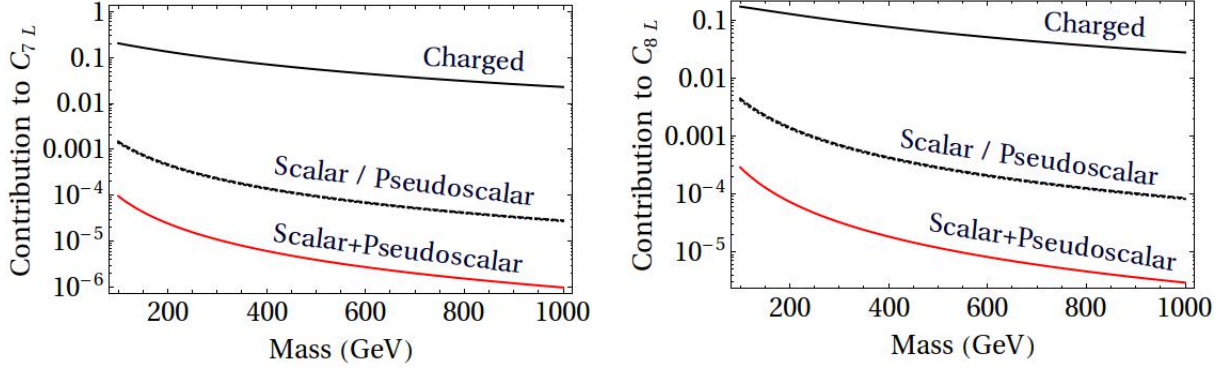 Contribution to C7 L
1
0.1
0.01
0.001
10^-4
10^-5
10^-6
Charged
Scalar / Pseudoscalar
Scalar+Pseudoscalar
200 400 600 800 1000
Mass (GeV)
Contribution to C8 L
0.1
0.01
0.001
10^-4
10^-5
Charged
Scalar / Pseudoscalar
Scalar+Pseudoscalar
200 400 600 800 1000
Mass (GeV)